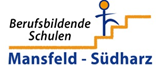 Berufsbildende
Schulen
Mansfeld - Südharz